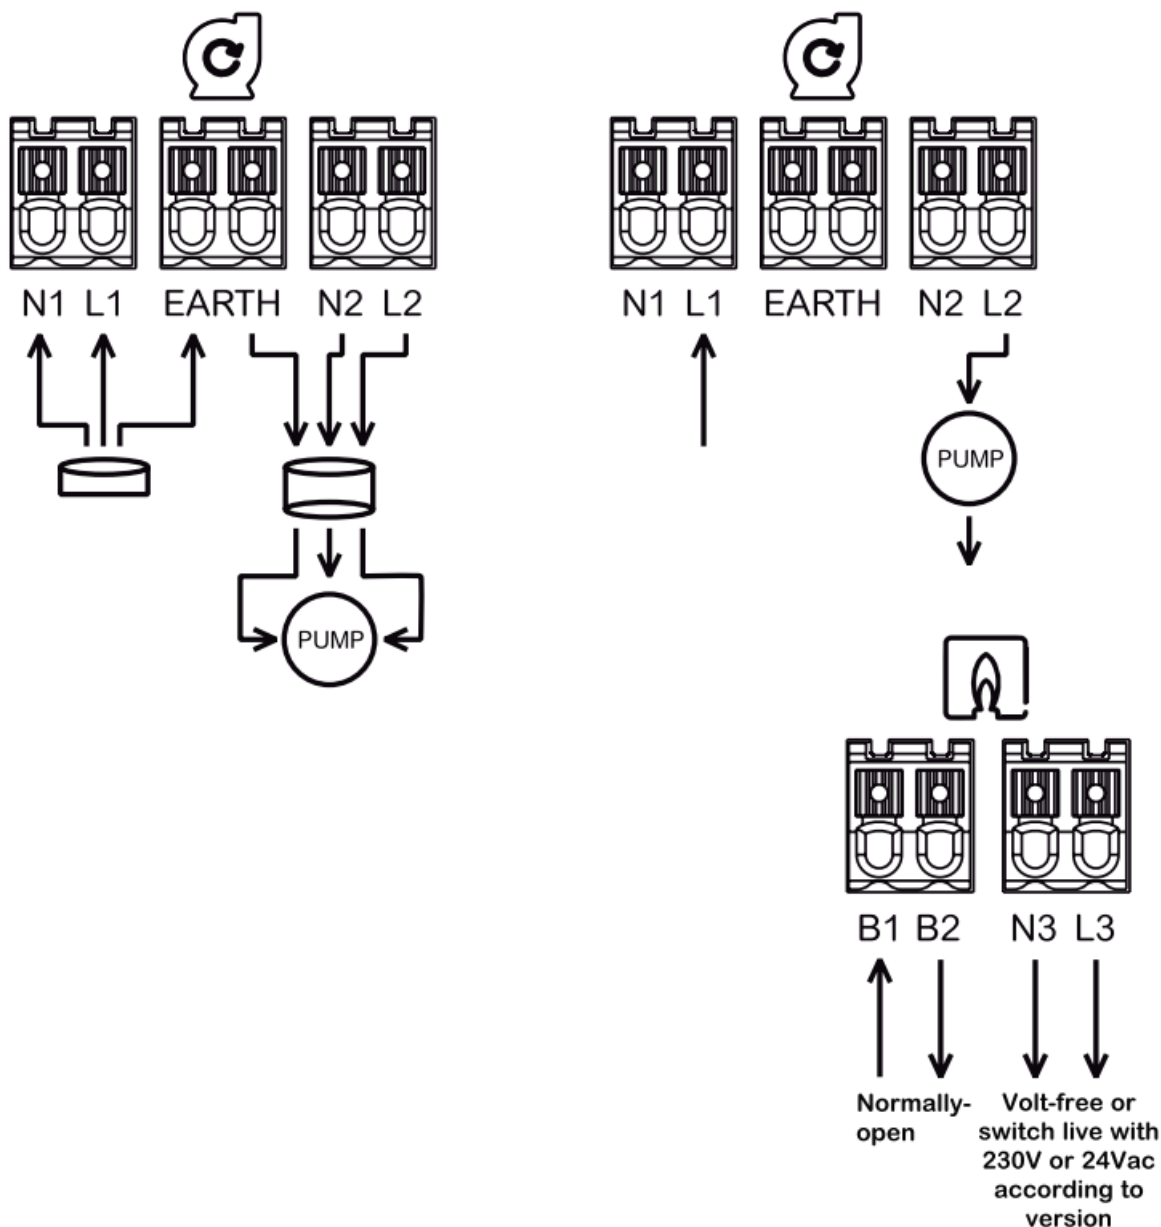 N1 L1 EARTH N2 L2
N1 L1 EARTH N2 L2
PUMP
PUMP
B1 B2 N3 L3
Normally-
open
Volt-free or
switch live with
230V or 24Vac
according to
version